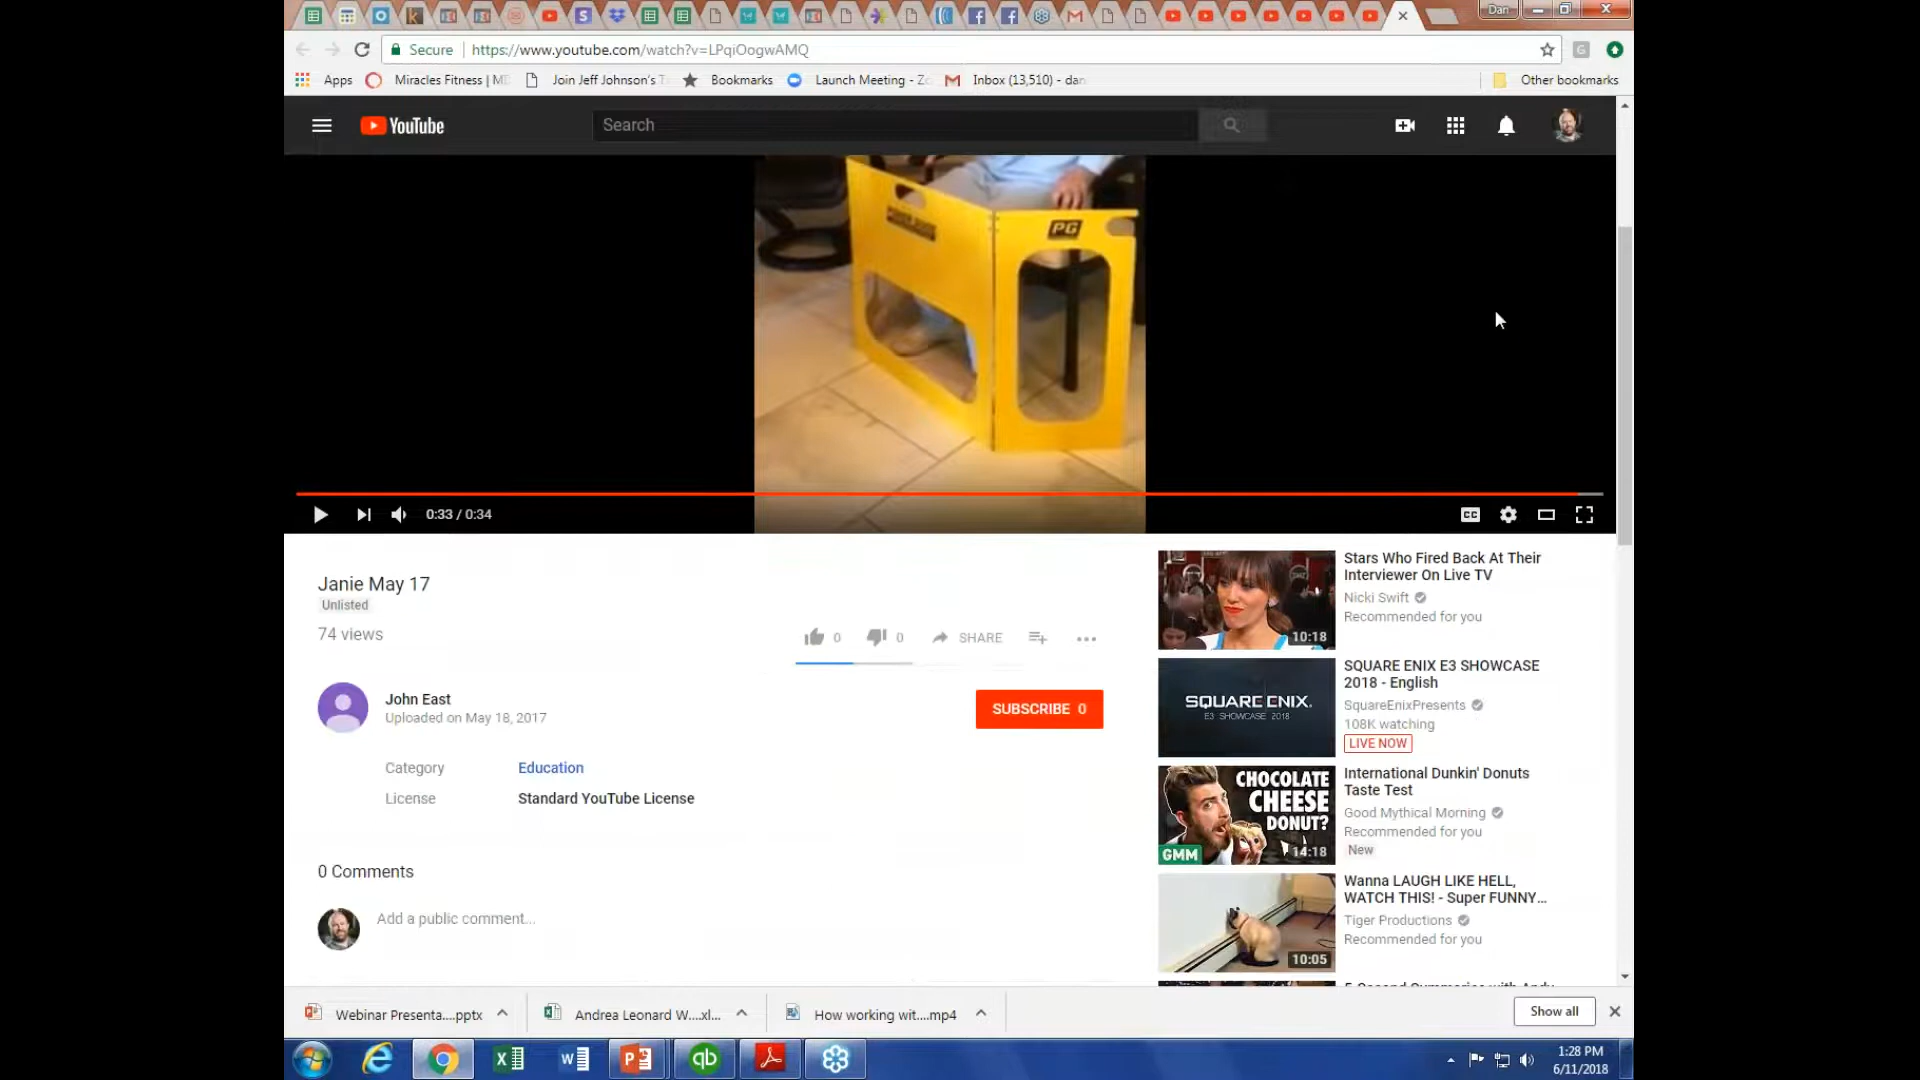 Dan
Secure | https://www.youtube.com/watch?v=LPqiOogwAMQ
Apps Miracles Fitness | MD Join Jeff Johnson's T Bookmarks Launch Meeting - Zo Inbox (13,510) - dan Other bookmarks
YouTube Search
PG
0:33 / 0:34 CC
Janie May 17
Unlisted
74 views
0 0 SHARE
John East
Uploaded on May 18, 2017
SUBSCRIBE 0
Category Education
License Standard YouTube License
0 Comments
Add a public comment...
Stars Who Fired Back At Their
Interviewer On Live TV
Nicki Swift
Recommended for you
10:18
SQUARE ENIX.
E3 SHOWCASE 2018
SQUARE ENIX E3 SHOWCASE
2018 - English
SquareEnixPresents
108K watching
LIVE NOW
CHOCOLATE
CHEESE
DONUT?
GMM
14:18
International Dunkin' Donuts
Taste Test
Good Mythical Morning
Recommended for you
New
Wanna LAUGH LIKE HELL,
WATCH THIS! - Super FUNNY...
Tiger Productions
Recommended for you
10:05
Webinar Presenta....pptx Andrea Leonard W....xl... How working wit....mp4 Show all
1:28 PM
6/11/2018